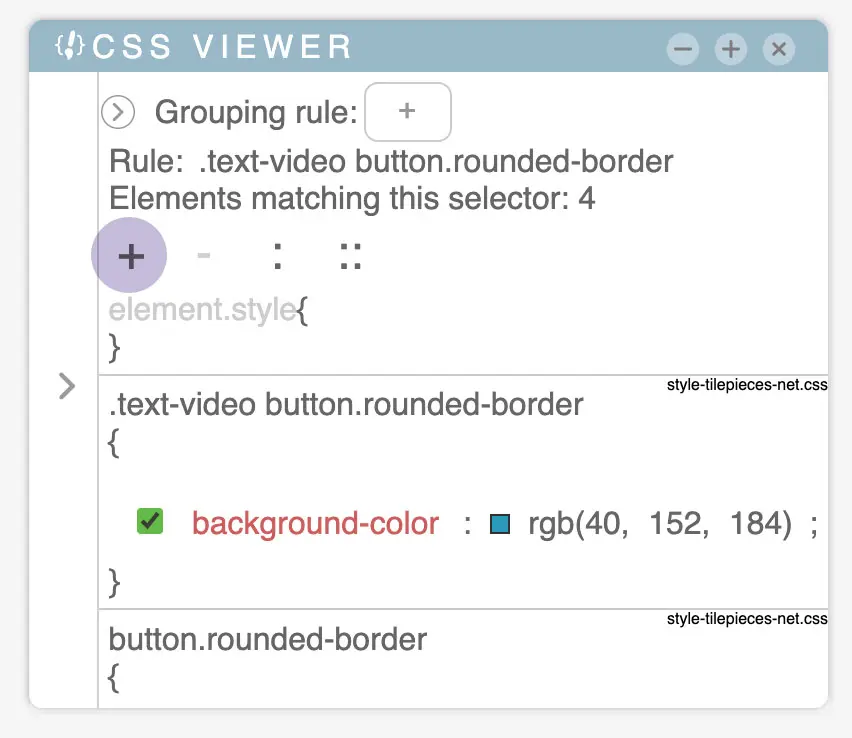 CSS VIEWER
Grouping rule: +
Rule: .text-video button.rounded-border
Elements matching this selector: 4
+ - : ::
element.style{
}
style-tilepieces-net.css
.text-video button.rounded-border
{
background-color : rgb(40, 152, 184) ;
}
style-tilepieces-net.css
button.rounded-border
{